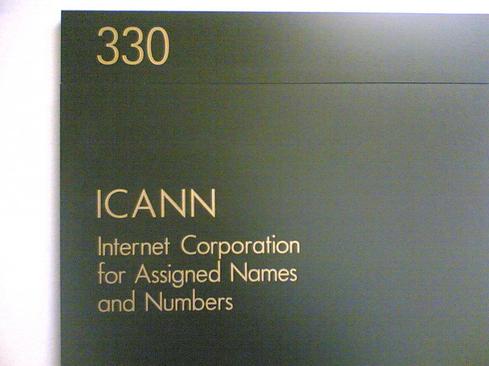 330
ICANN
Internet Corporation
for Assigned Names
and Numbers